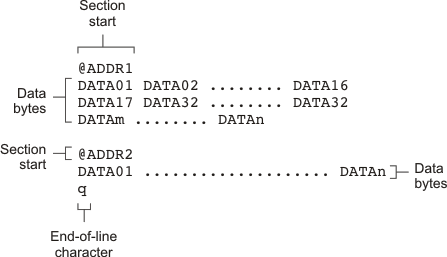 Section
start
@ADDR1
DATA01 DATA02 ........ DATA16
Data
bytes
DATA17 DATA32 ........ DATA32
DATAm ........ DATAn
Section
start
@ADDR2
DATA01 .................... DATAn
Data
bytes
q
End-of-line
character